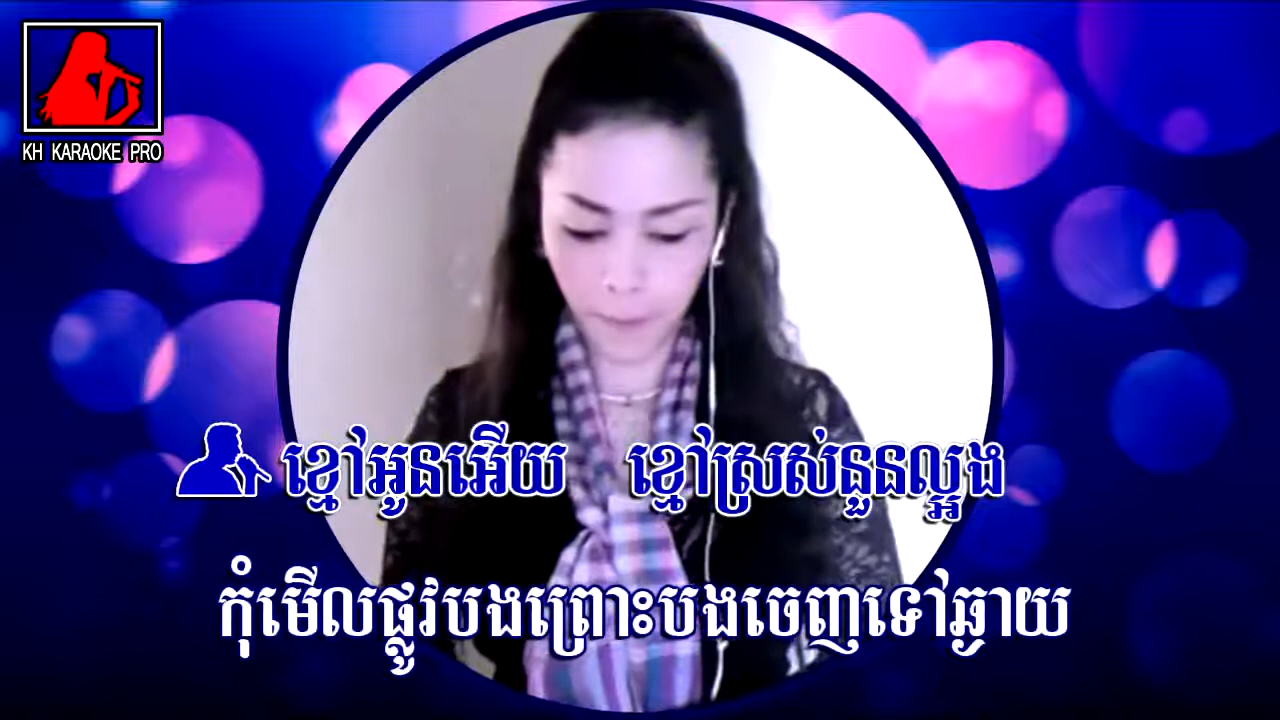 KH KARAOKE PRO
ខ្មៅអូនអើយ ខ្មៅស្រស់នួនល្អង
កុំមើលផ្លូវបងព្រោះបងចេញទៅឆ្ងាយ